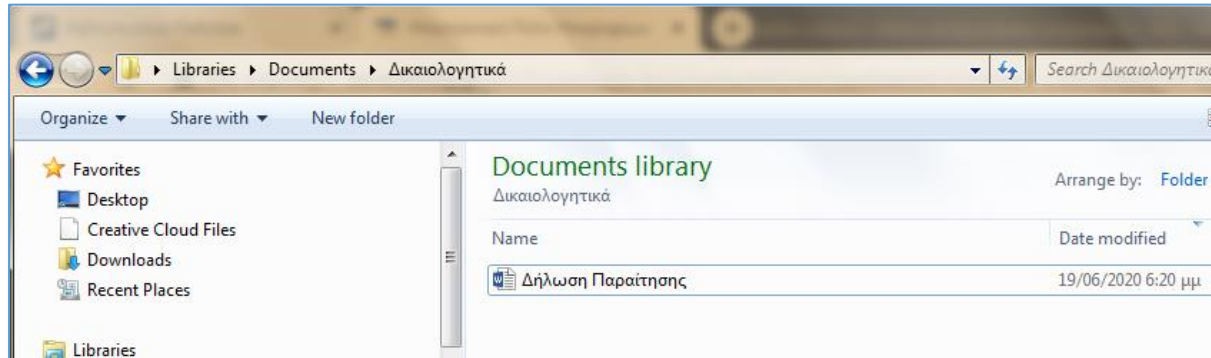 Libraries ▸ Documents ▸ Δικαιολογητικά
Search Δικαιολογητικ
Organize Share with New folder
Favorites
Desktop
Creative Cloud Files
Downloads
Recent Places
Libraries
Documents library
Δικαιολογητικά
Arrange by: Folder
Name Date modified
Δήλωση Παραίτησης 19/06/2020 6:20 μμ